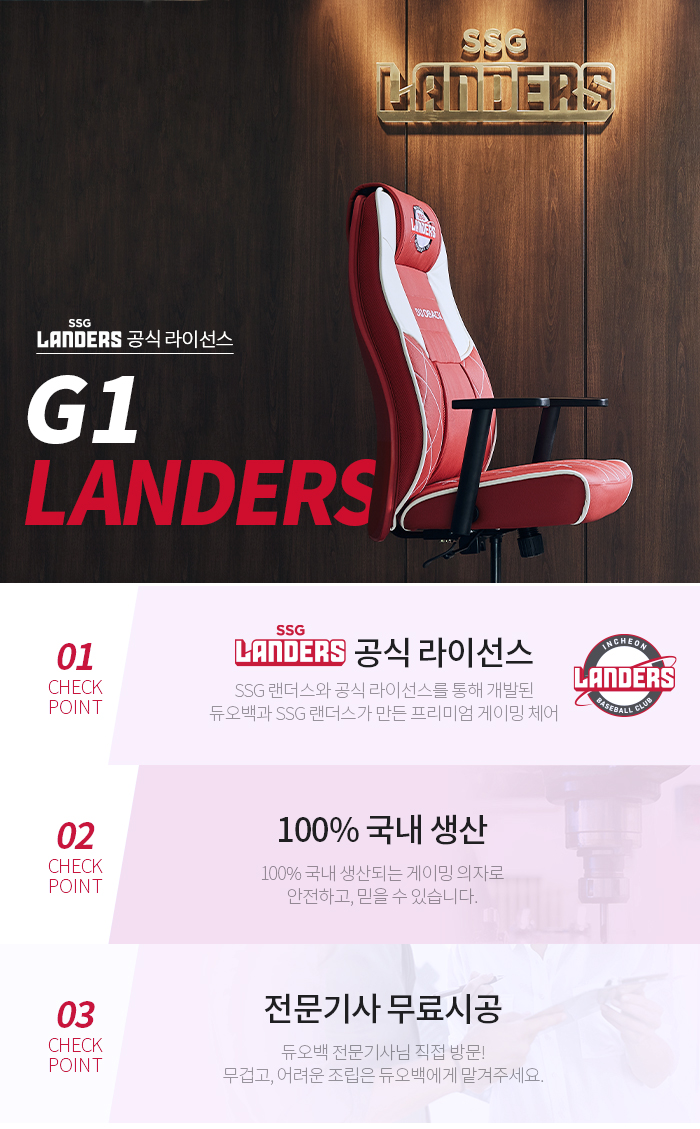 SSG
LANDERS
LANDERS
DUOBACK
SSG
LANDERS 공식 라이선스
G1
LANDERS
01
CHECK
POINT
SSG
LANDERS 공식 라이선스
SSG 랜더스와 공식 라이선스를 통해 개발된
듀오백과 SSG 랜더스가 만든 프리미엄 게이밍 체어
INCHEON
LANDERS
BASEBALL CLUB
02
CHECK
POINT
100% 국내 생산
100% 국내 생산되는 게이밍 의자로
안전하고, 믿을 수 있습니다.
03
CHECK
POINT
전문기사 무료시공
듀오백 전문기사님 직접 방문!
무겁고, 어려운 조립은 듀오백에게 맡겨주세요.